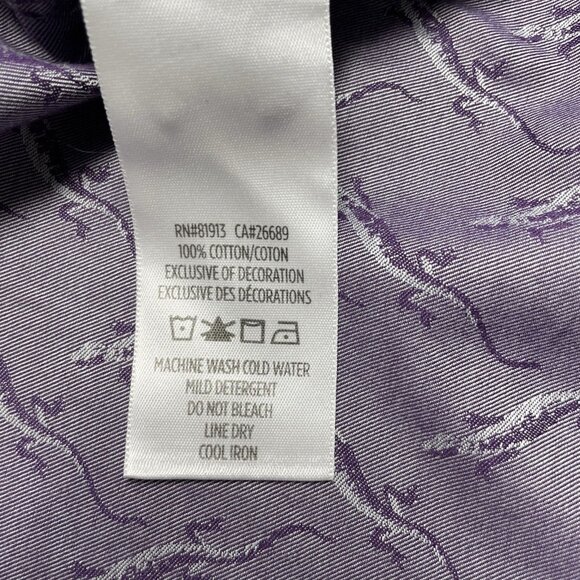 RN#81913 CA#26689
100% COTTON/COTON
EXCLUSIVE OF DECORATION
EXCLUSIVE DES DÉCORATIONS
MACHINE WASH COLD WATER
MILD DETERGENT
DO NOT BLEACH
LINE DRY
COOL IRON